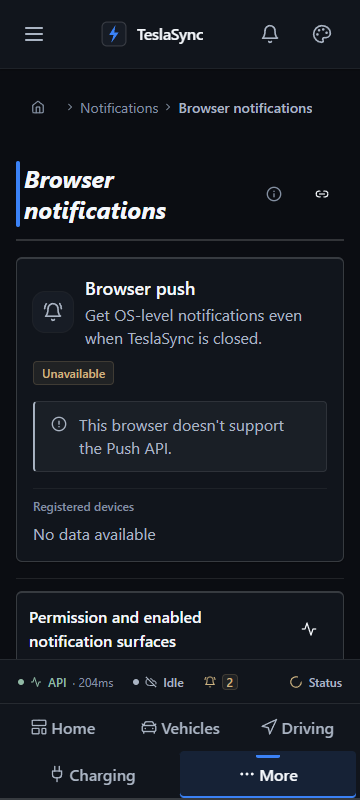 TeslaSync
Notifications
Browser notifications
Browser
notifications
Browser push
Get OS-level notifications even
when TeslaSync is closed.
Unavailable
This browser doesn't support
the Push API.
Registered devices
No data available
Permission and enabled
notification surfaces
API · 204ms
Idle
2
Status
Home
Vehicles
Driving
Charging
More